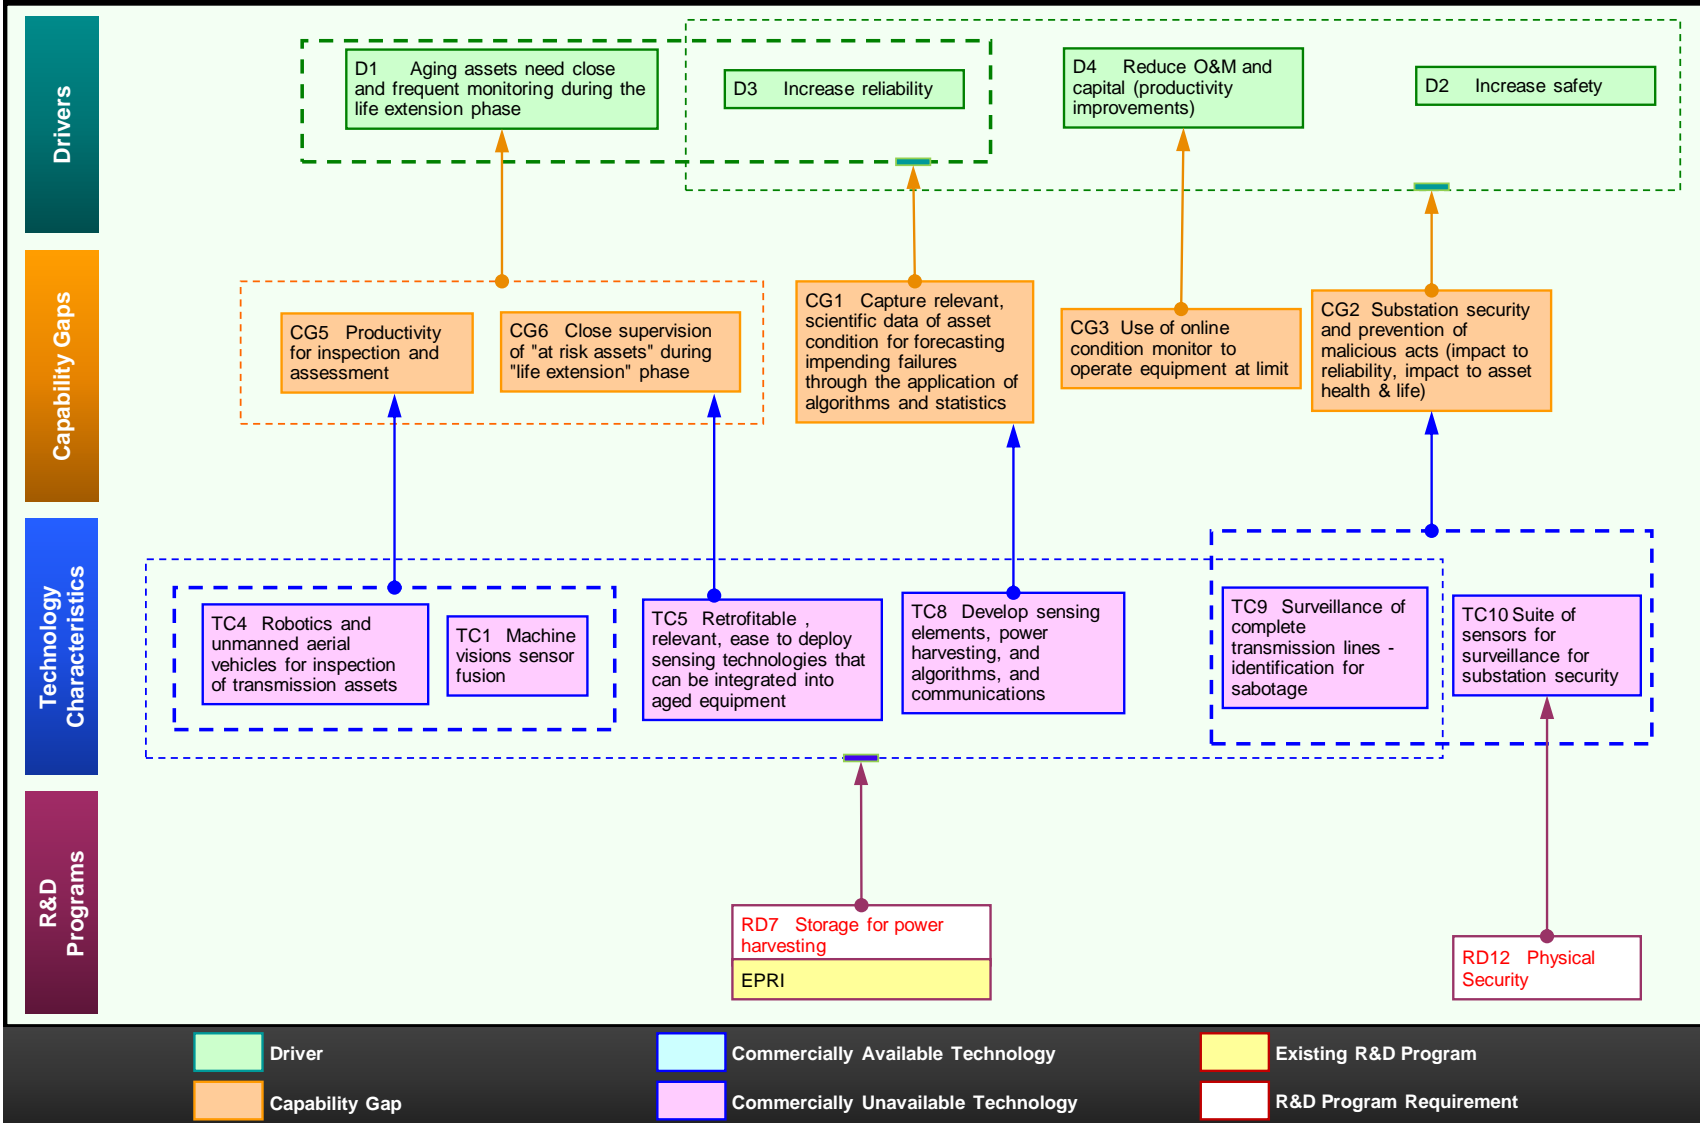 Drivers
D1 Aging assets need close
and frequent monitoring during the
life extension phase
D3 Increase reliability
D4 Reduce O&M and
capital (productivity
improvements)
D2 Increase safety
Capability Gaps
CG5 Productivity
for inspection and
assessment
CG6 Close supervision
of "at risk assets" during
"life extension" phase
CG1 Capture relevant,
scientific data of asset
condition for forecasting
impending failures
through the application of
algorithms and statistics
CG3 Use of online
condition monitor to
operate equipment at limit
CG2 Substation security
and prevention of
malicious acts (impact to
reliability, impact to asset
health & life)
Technology
Characteristics
TC4 Robotics and
unmanned aerial
vehicles for inspection
of transmission assets
TC1 Machine
visions sensor
fusion
TC5 Retrofitable ,
relevant, ease to deploy
sensing technologies that
can be integrated into
aged equipment
TC8 Develop sensing
elements, power
harvesting, and
algorithms, and
communications
TC9 Surveillance of
complete
transmission lines -
identification for
sabotage
TC10 Suite of
sensors for
surveillance for
substation security
R&D
Programs
RD7 Storage for power
harvesting
EPRI
RD12 Physical
Security
Driver
Commercially Available Technology
Existing R&D Program
Capability Gap
Commercially Unavailable Technology
R&D Program Requirement